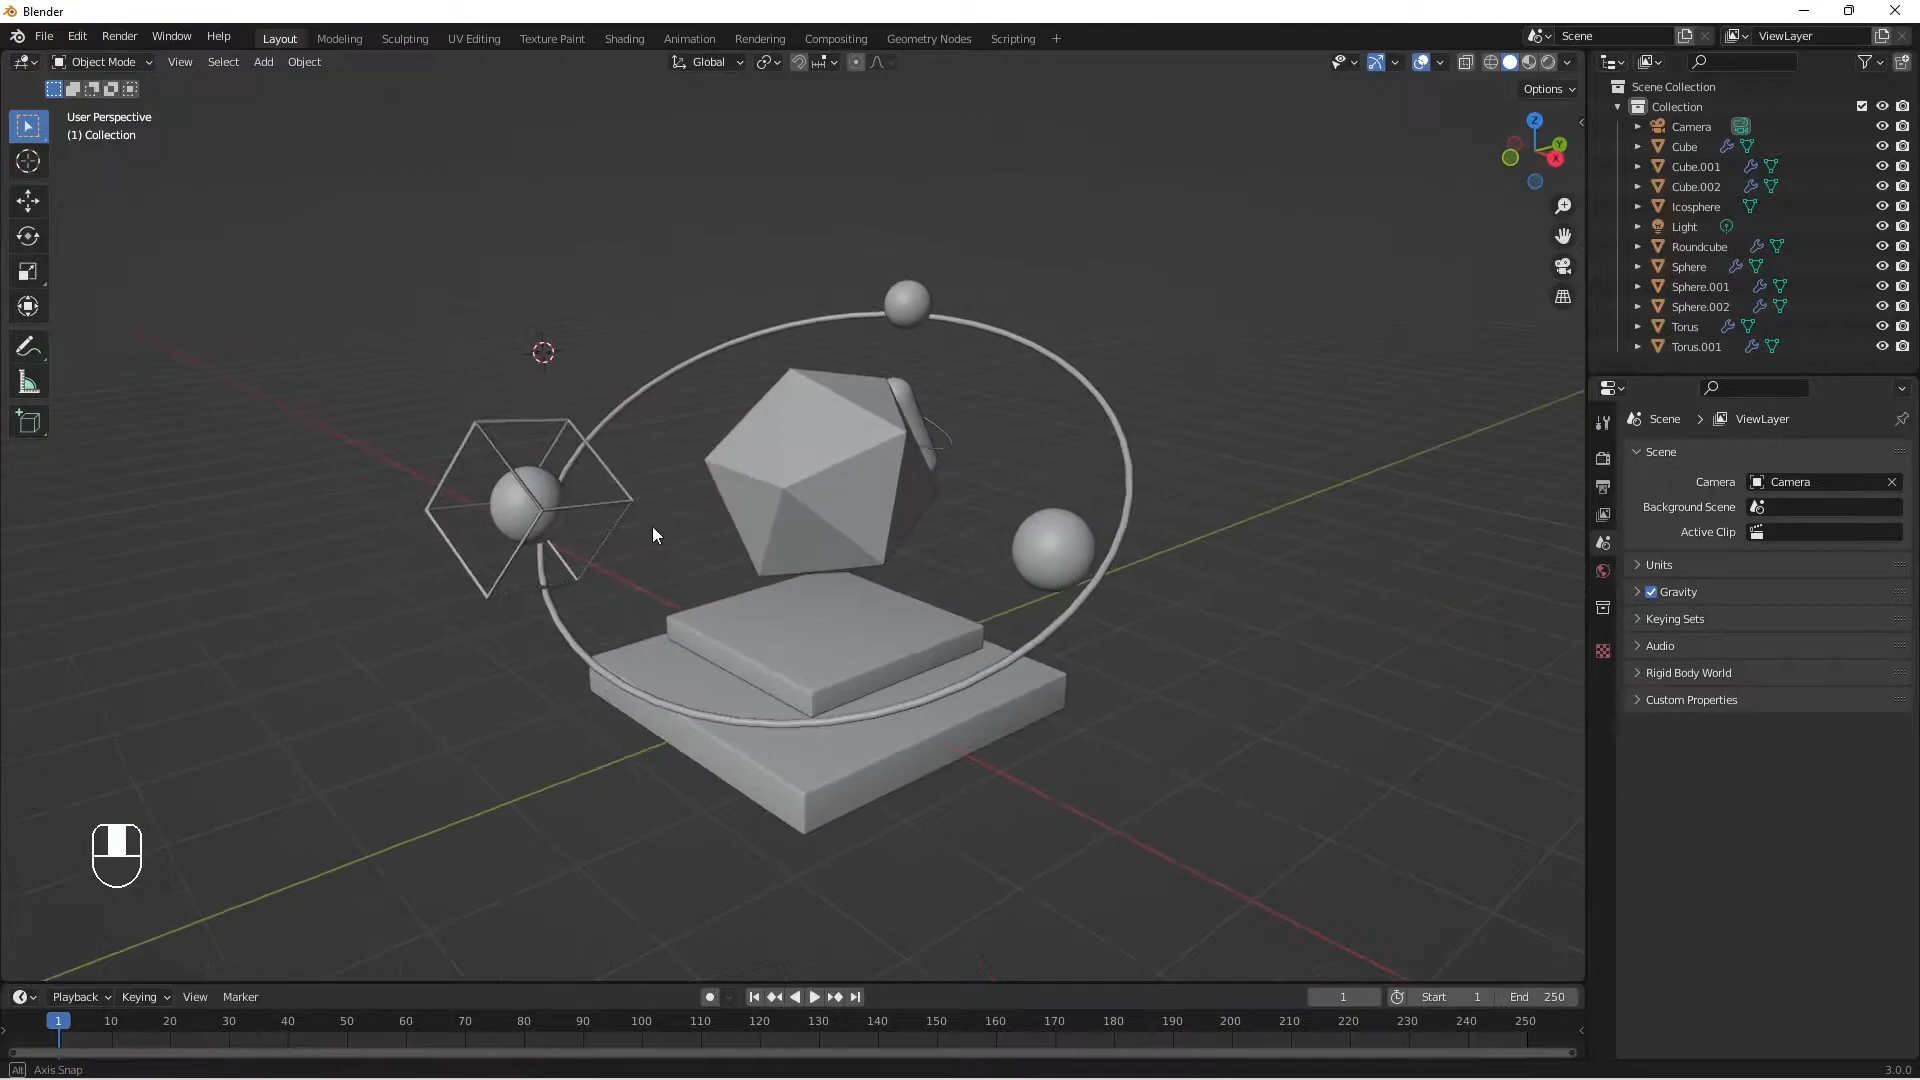 Blender
File Edit Render Window Help
Layout Modeling Sculpting UV Editing Texture Paint Shading Animation Rendering Compositing Geometry Nodes Scripting +
Scene
ViewLayer
Object Mode View Select Add Object
Global
Options
User Perspective
(1) Collection
Z
Y
X
Scene Collection
Collection
Camera
Cube
Cube.001
Cube.002
Icosphere
Light
Roundcube
Sphere
Sphere.001
Sphere.002
Torus
Torus.001
Scene > ViewLayer
Scene
Camera Camera
Background Scene
Active Clip
Units
Gravity
Keying Sets
Audio
Rigid Body World
Custom Properties
Playback Keying View Marker
1 Start 1 End 250
1 10 20 30 40 50 60 70 80 90 100 110 120 130 140 150 160 170 180 190 200 210 220 230 240 250
Alt Axis Snap
3.0.0